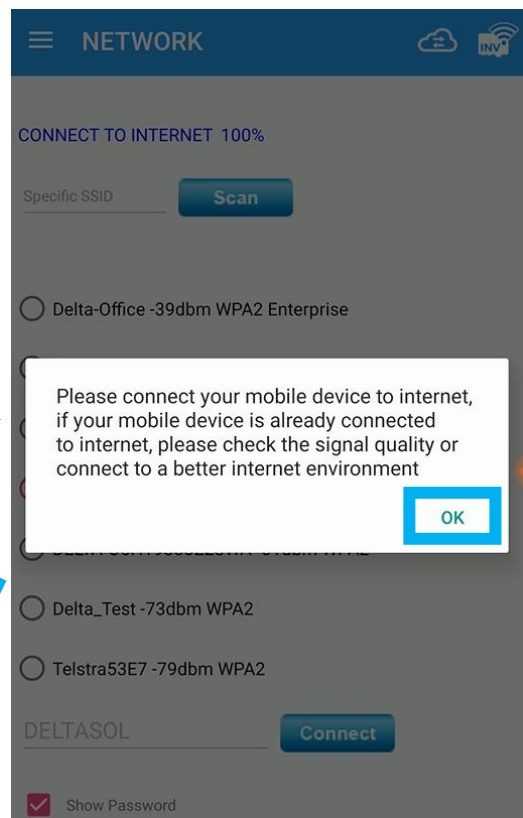 NETWORK
INV
CONNECT TO INTERNET 100%
Specific SSID
Scan
Delta-Office -39dbm WPA2 Enterprise
Please connect your mobile device to internet,
if your mobile device is already connected
to internet, please check the signal quality or
connect to a better internet environment
OK
Delta_Test -73dbm WPA2
Telstra53E7 -79dbm WPA2
DELTASOL
Connect
Show Password